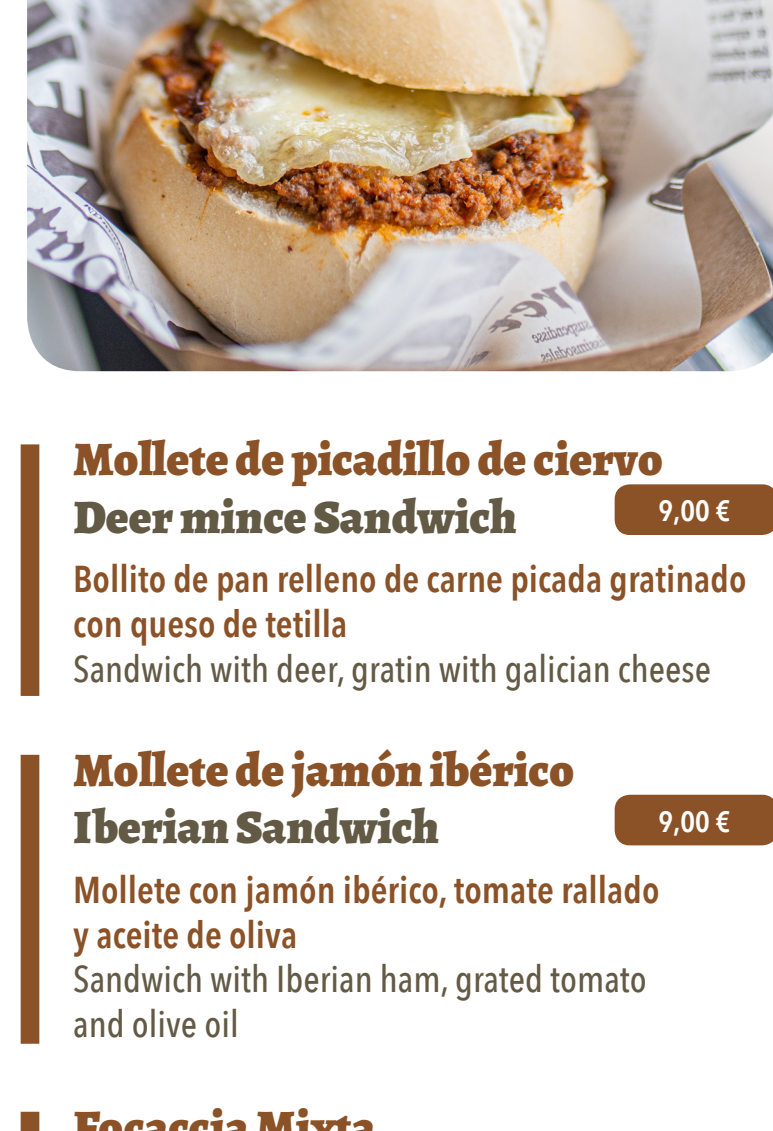 Mollete de picadillo de ciervo
Deer mince Sandwich
9,00 €
Bollito de pan relleno de carne picada gratinado
con queso de tetilla
Sandwich with deer, gratin with galician cheese
Mollete de jamón ibérico
Iberian Sandwich
9,00 €
Mollete con jamón ibérico, tomate rallado
y aceite de oliva
Sandwich with Iberian ham, grated tomato
and olive oil
Focaccia Mixta